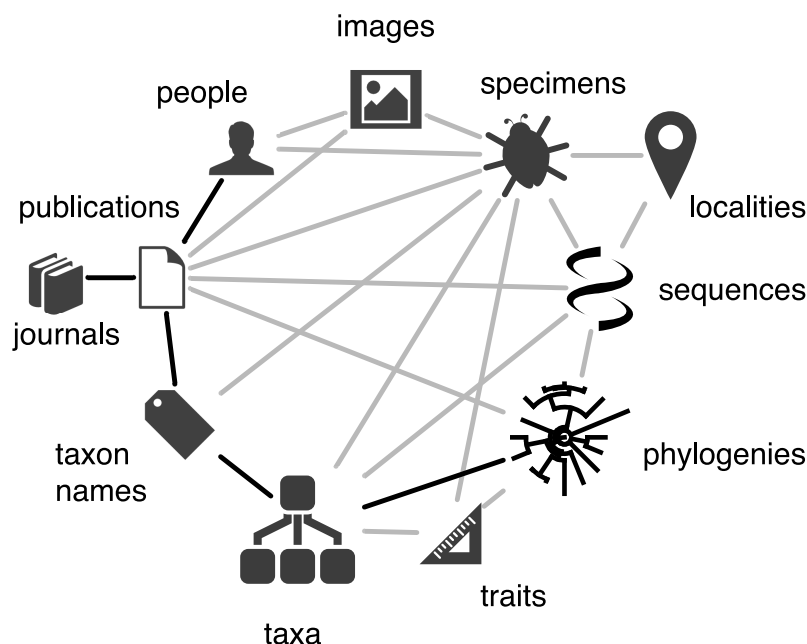 images
people
specimens
publications
localities
journals
sequences
taxon
names
phylogenies
traits
taxa